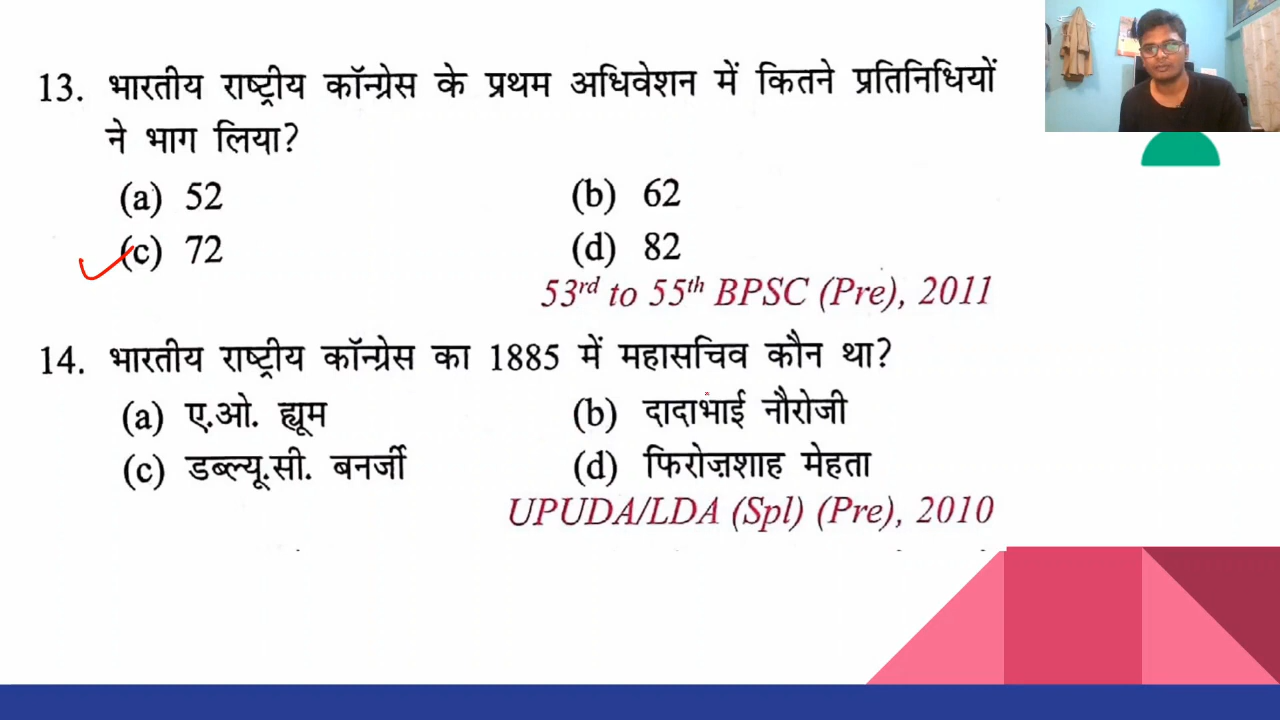 13. भारतीय राष्ट्रीय कॉन्ग्रेस के प्रथम अधिवेशन में कितने प्रतिनिधियों
ने भाग लिया?
(a) 52 (b) 62
(c) 72 (d) 82
53rd to 55th BPSC (Pre), 2011
14. भारतीय राष्ट्रीय कॉन्ग्रेस का 1885 में महासचिव कौन था?
(a) ए.ओ. ह्यूम (b) दादाभाई नौरोजी
(c) डब्ल्यू.सी. बनर्जी (d) फिरोज़शाह मेहता
UPUDA/LDA (Spl) (Pre), 2010